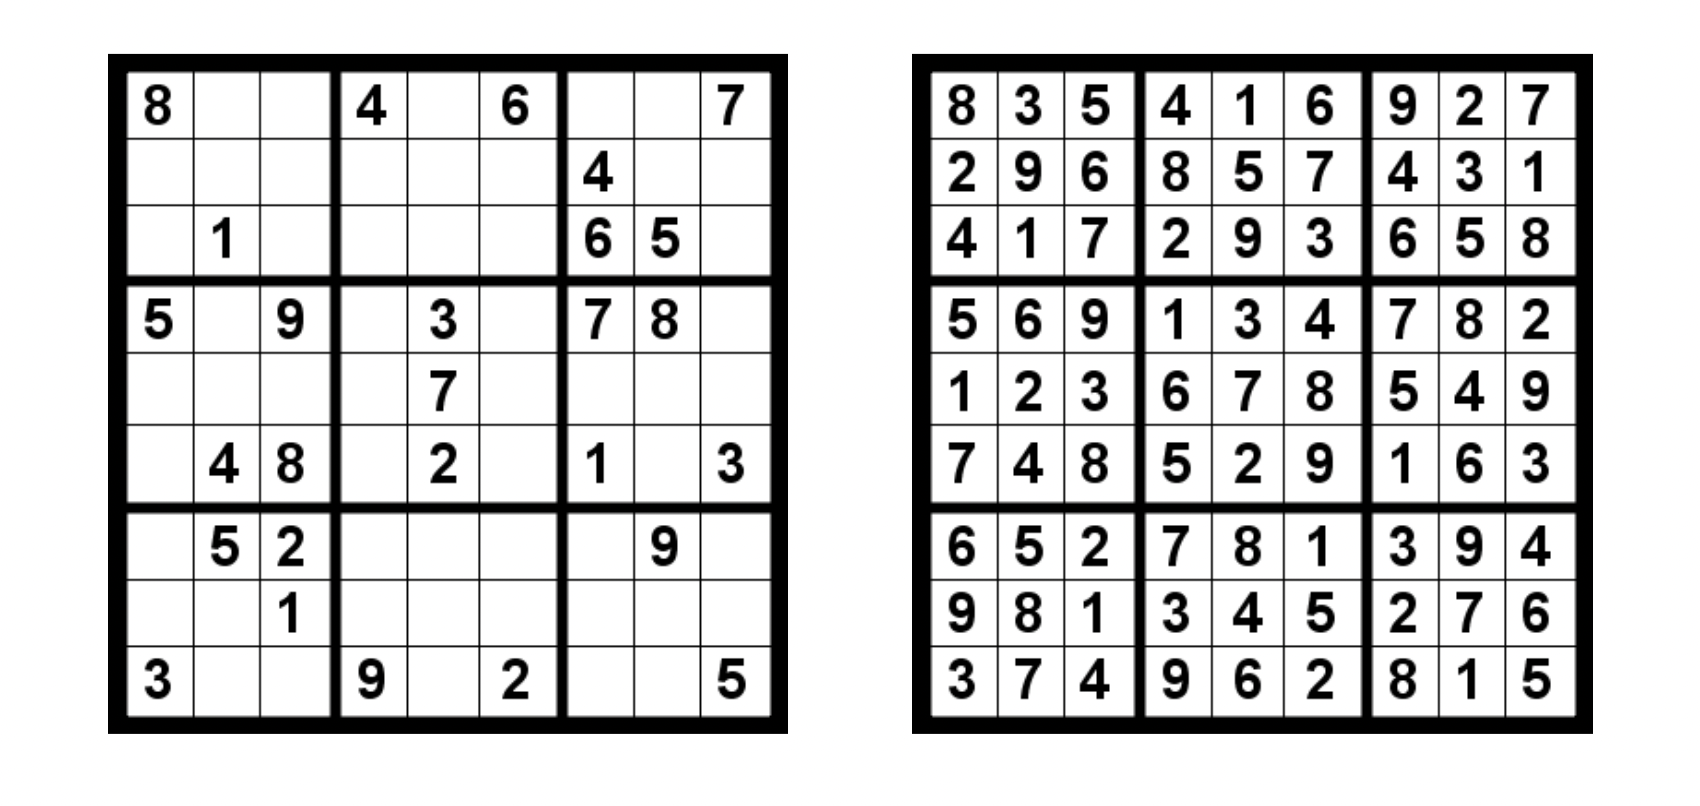 8 4 6 7
4
1 6 5
5 9 3 7 8
7
4 8 2 1 3
5 2 9
1
3 9 2 5
8 3 5 4 1 6 9 2 7
2 9 6 8 5 7 4 3 1
4 1 7 2 9 3 6 5 8
5 6 9 1 3 4 7 8 2
1 2 3 6 7 8 5 4 9
7 4 8 5 2 9 1 6 3
6 5 2 7 8 1 3 9 4
9 8 1 3 4 5 2 7 6
3 7 4 9 6 2 8 1 5